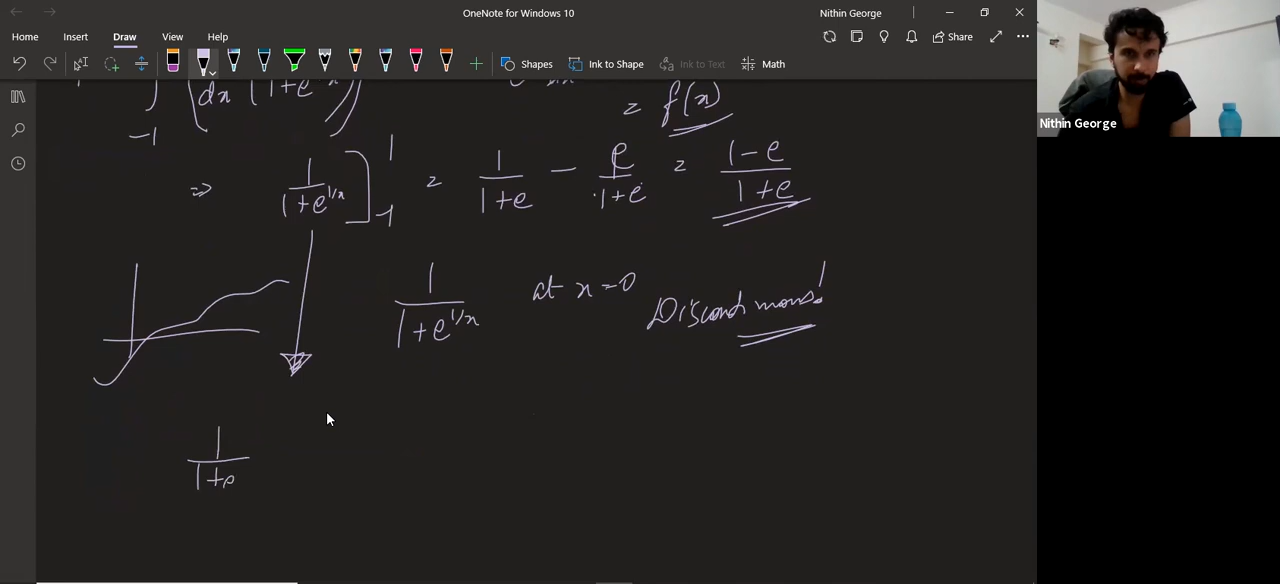 OneNote for Windows 10
Nithin George
Home Insert Draw View Help
Share
Shapes Ink to Shape Ink to Text Math
-1 dx (1+e
= f(x)
⇒ 1/(1+e^1/x)]_-1^1 = 1/(1+e) - e/(1+e) = (1-e)/(1+e)
1/(1+e^1/x) at x=0 Discontinuous!
1/(1+e
Nithin George